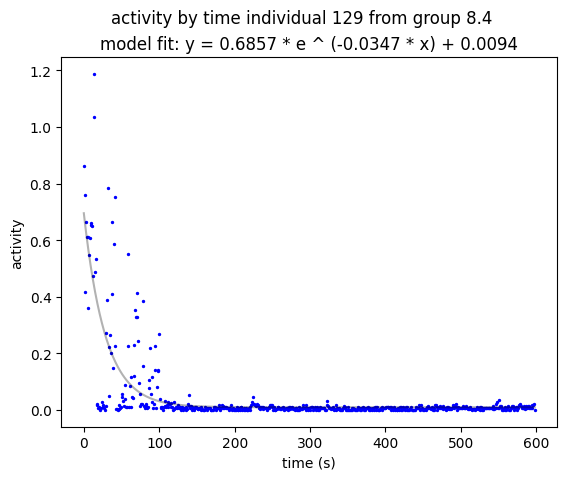 activity by time individual 129 from group 8.4
model fit: y = 0.6857 * e ^ (-0.0347 * x) + 0.0094
1.2
1.0
0.8
0.6
0.4
0.2
0.0
activity
0 100 200 300 400 500 600
time (s)